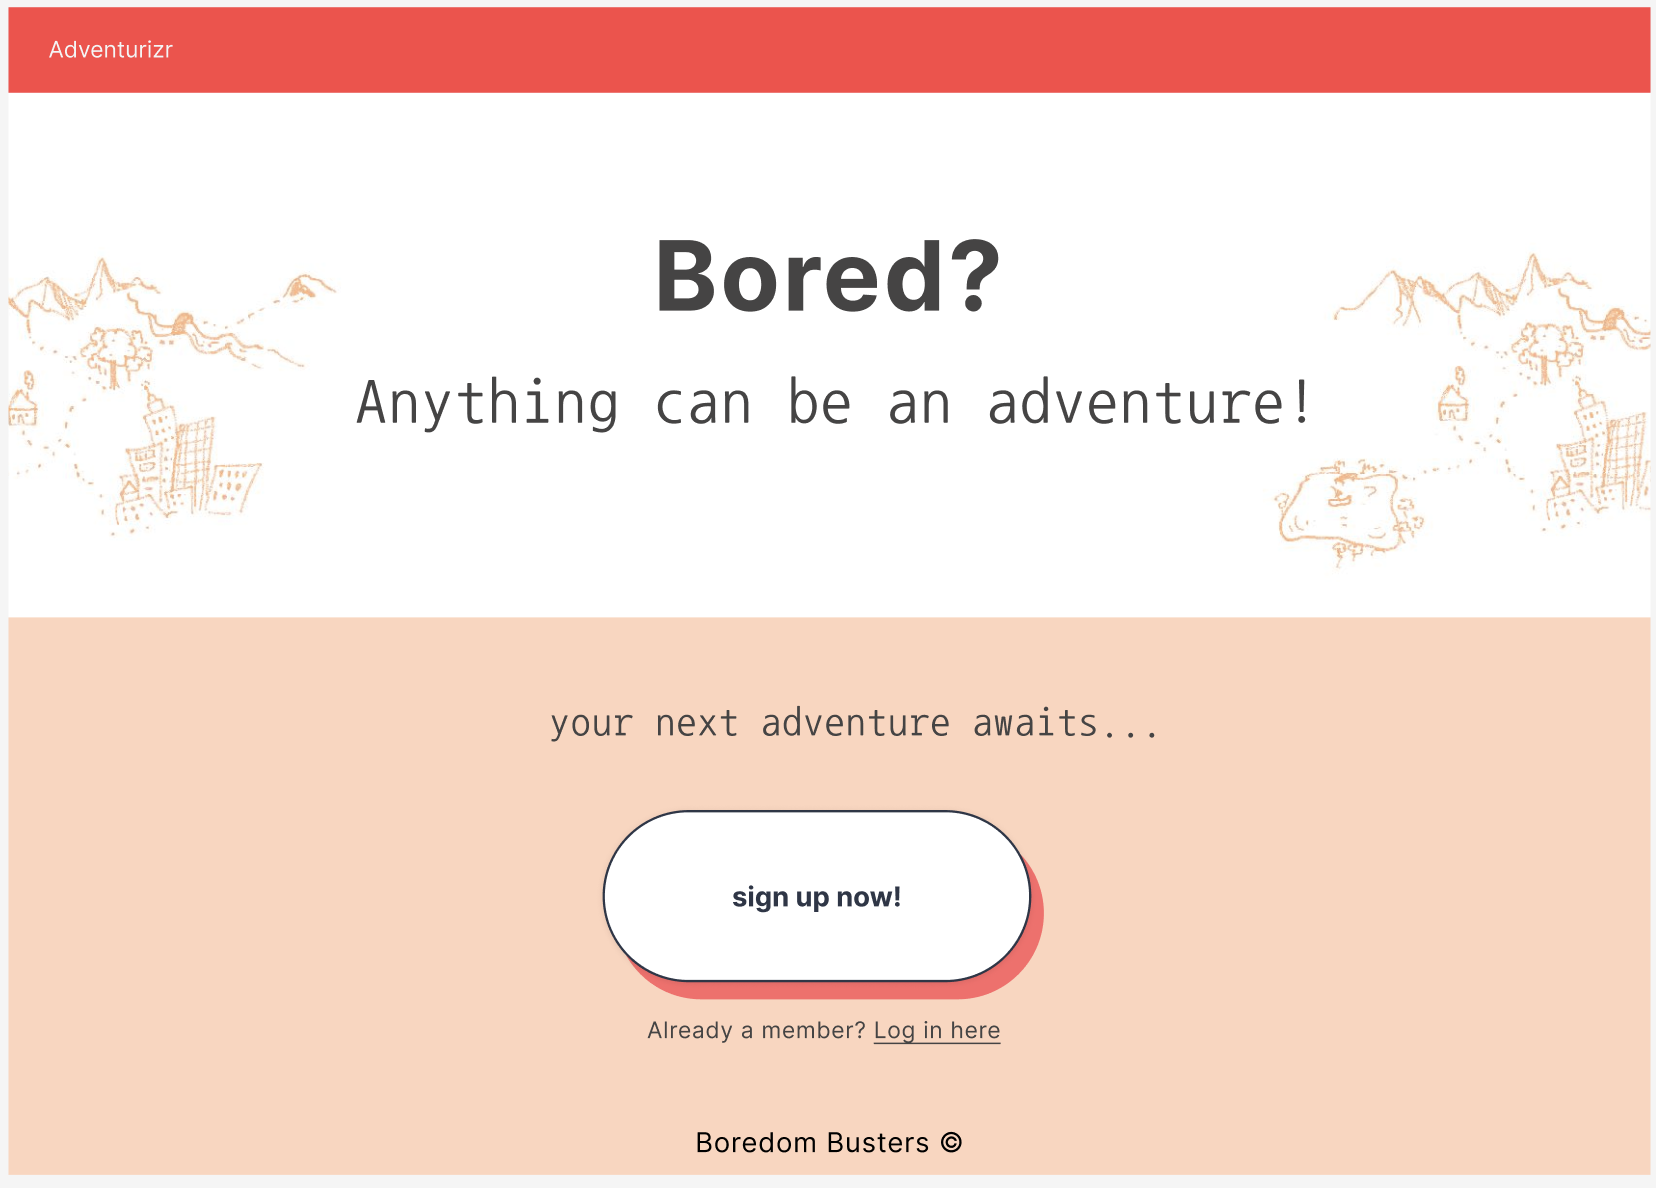 Adventurizr
Bored?
Anything can be an adventure!
your next adventure awaits...
sign up now!
Already a member? Log in here
Boredom Busters ©